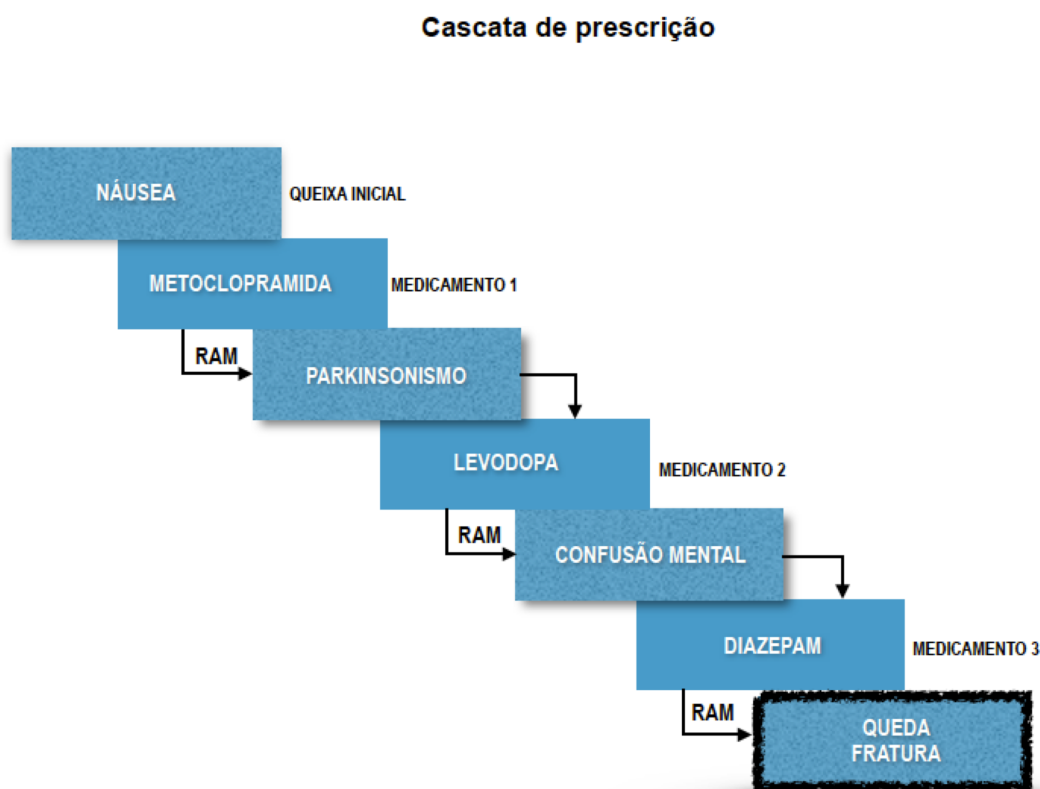 Cascata de prescrição
NÁUSEA
QUEIXA INICIAL
METOCLOPRAMIDA
MEDICAMENTO 1
RAM
PARKINSONISMO
LEVODOPA
MEDICAMENTO 2
RAM
CONFUSÃO MENTAL
DIAZEPAM
MEDICAMENTO 3
RAM
QUEDA
FRATURA